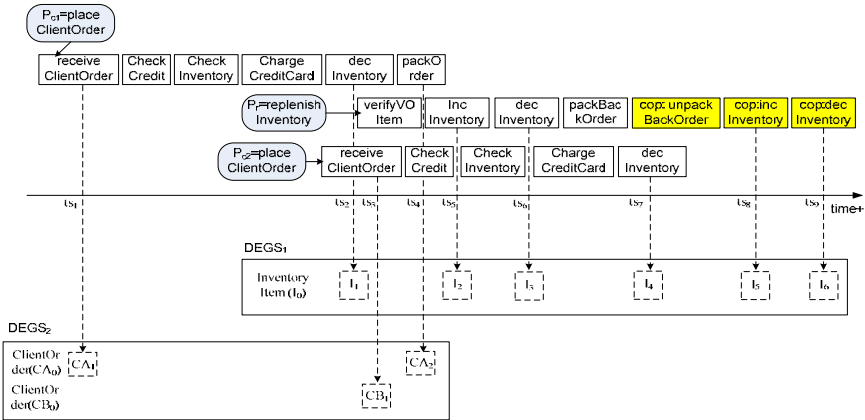 Pc1=place
ClientOrder
receive
ClientOrder
Check
Credit
Check
Inventory
Charge
CreditCard
dec
Inventory
packO
rder
Pr=replenish
Inventory
verifyVO
Item
Inc
Inventory
dec
Inventory
packBac
kOrder
cop: unpack
BackOrder
cop:inc
Inventory
cop:dec
Inventory
Pc2=place
ClientOrder
receive
ClientOrder
Check
Credit
Check
Inventory
Charge
CreditCard
dec
Inventory
ts1 ts2 ts3 ts4 ts5 ts6 ts7 ts8 ts9
time+
DEGS1
Inventory
Item (I0)
I1 I2 I3 I4 I5 I6
DEGS2
ClientOr
der(CA0)
CA1 CA2
ClientOr
der(CB0)
CB1